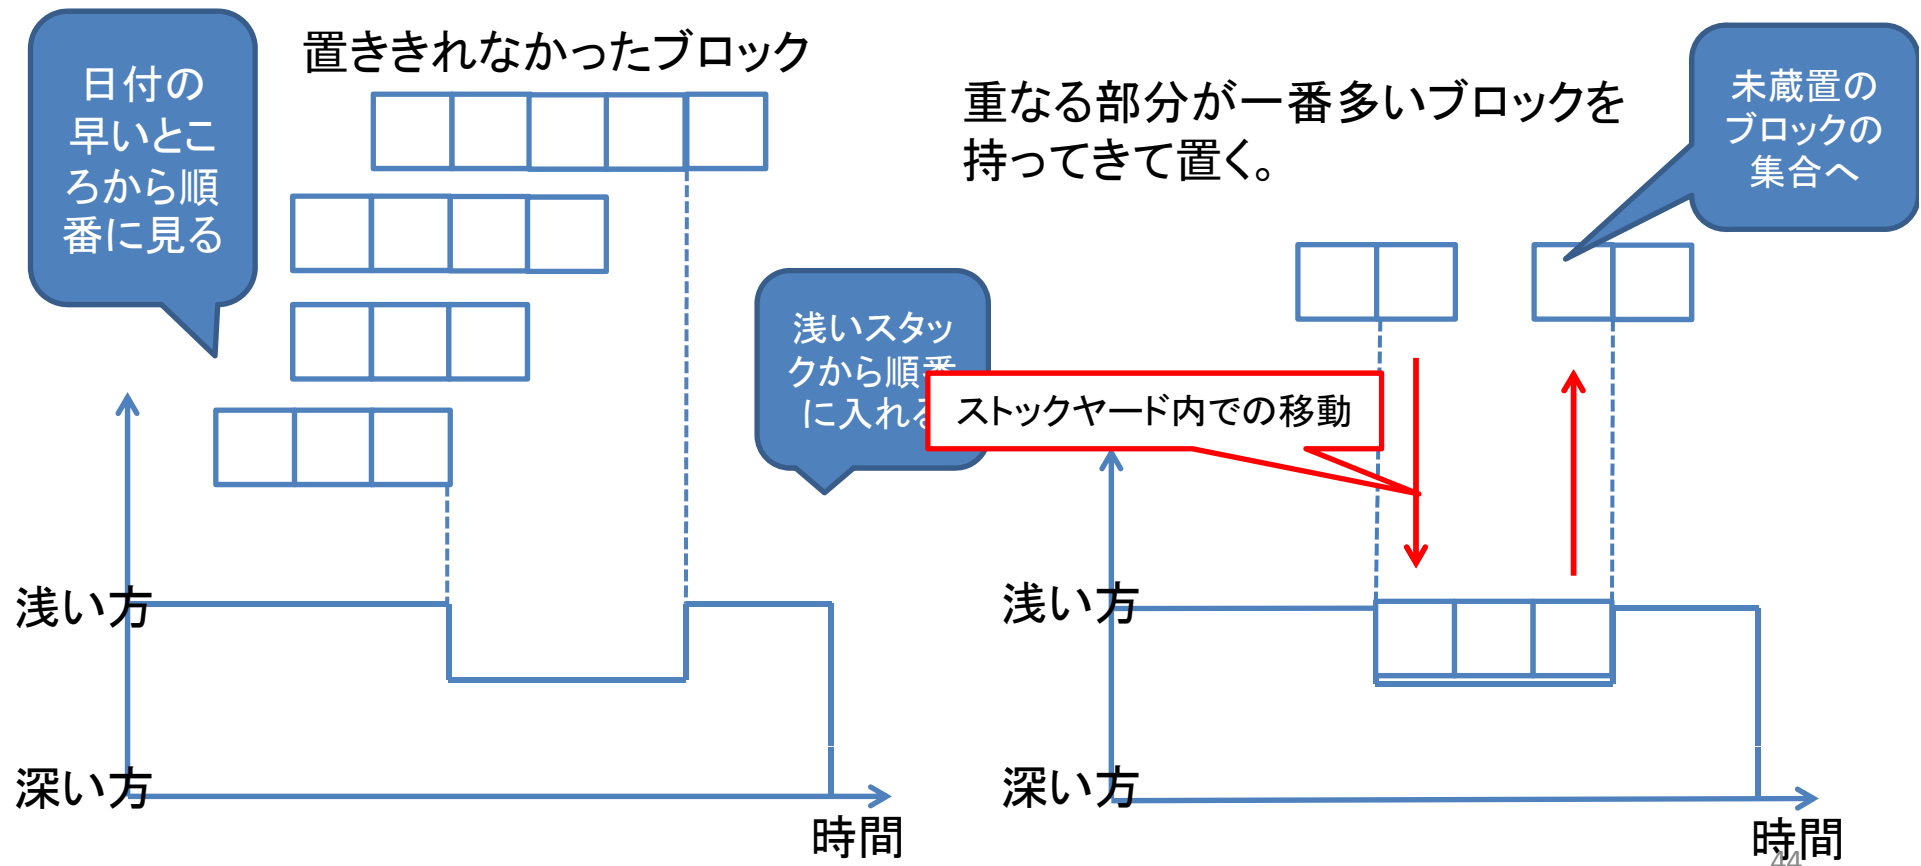 日付の
早いとこ
ろから順
番に見る
置ききれなかったブロック
浅い方
深い方
時間
重なる部分が一番多いブロックを
持ってきて置く。
未蔵置の
ブロックの
集合へ
浅いスタッ
クから順番
に入れる
ストックヤード内での移動
浅い方
深い方
時間
44